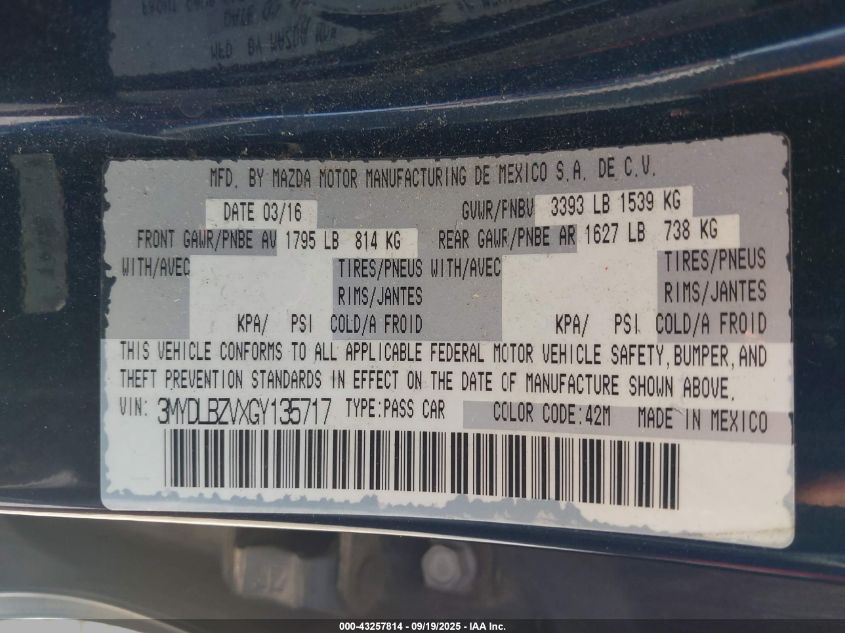 MFD. BY MAZDA MOTOR MANUFACTURING DE MEXICO S.A. DE C.V.
DATE 03/16 GVWR/PNBV 3393 LB 1539 KG
FRONT GAWR/PNBE AV 1795 LB 814 KG REAR GAWR/PNBE AR 1627 LB 738 KG
WITH/AVEC TIRES/PNEUS WITH/AVEC TIRES/PNEUS
RIMS/JANTES RIMS/JANTES
KPA/ PSI COLD/A FROID KPA/ PSI COLD/A FROID
THIS VEHICLE CONFORMS TO ALL APPLICABLE FEDERAL MOTOR VEHICLE SAFETY, BUMPER, AND
THEFT PREVENTION STANDARDS IN EFFECT ON THE DATE OF MANUFACTURE SHOWN ABOVE.
VIN: 3MYDLBZVXGY135717 TYPE:PASS CAR COLOR CODE:42M MADE IN MEXICO
000-43257814 - 09/19/2025 - IAA Inc.